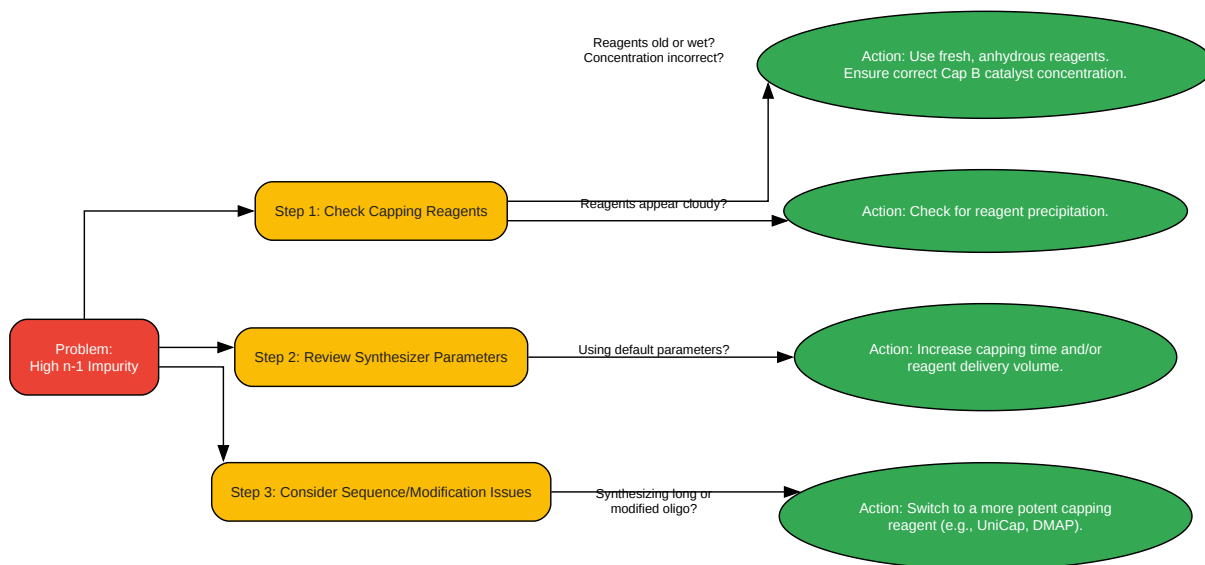 Reagents old or wet?
Concentration incorrect?
Action: Use fresh, anhydrous reagents.
Ensure correct Cap B catalyst concentration.
Step 1: Check Capping Reagents
Reagents appear cloudy?
Action: Check for reagent precipitation.
Problem:
High n-1 Impurity
Step 2: Review Synthesizer Parameters
Using default parameters?
Action: Increase capping time and/or
reagent delivery volume.
Step 3: Consider Sequence/Modification Issues
Synthesizing long or
modified oligo?
Action: Switch to a more potent capping
reagent (e.g., UniCap, DMAP).